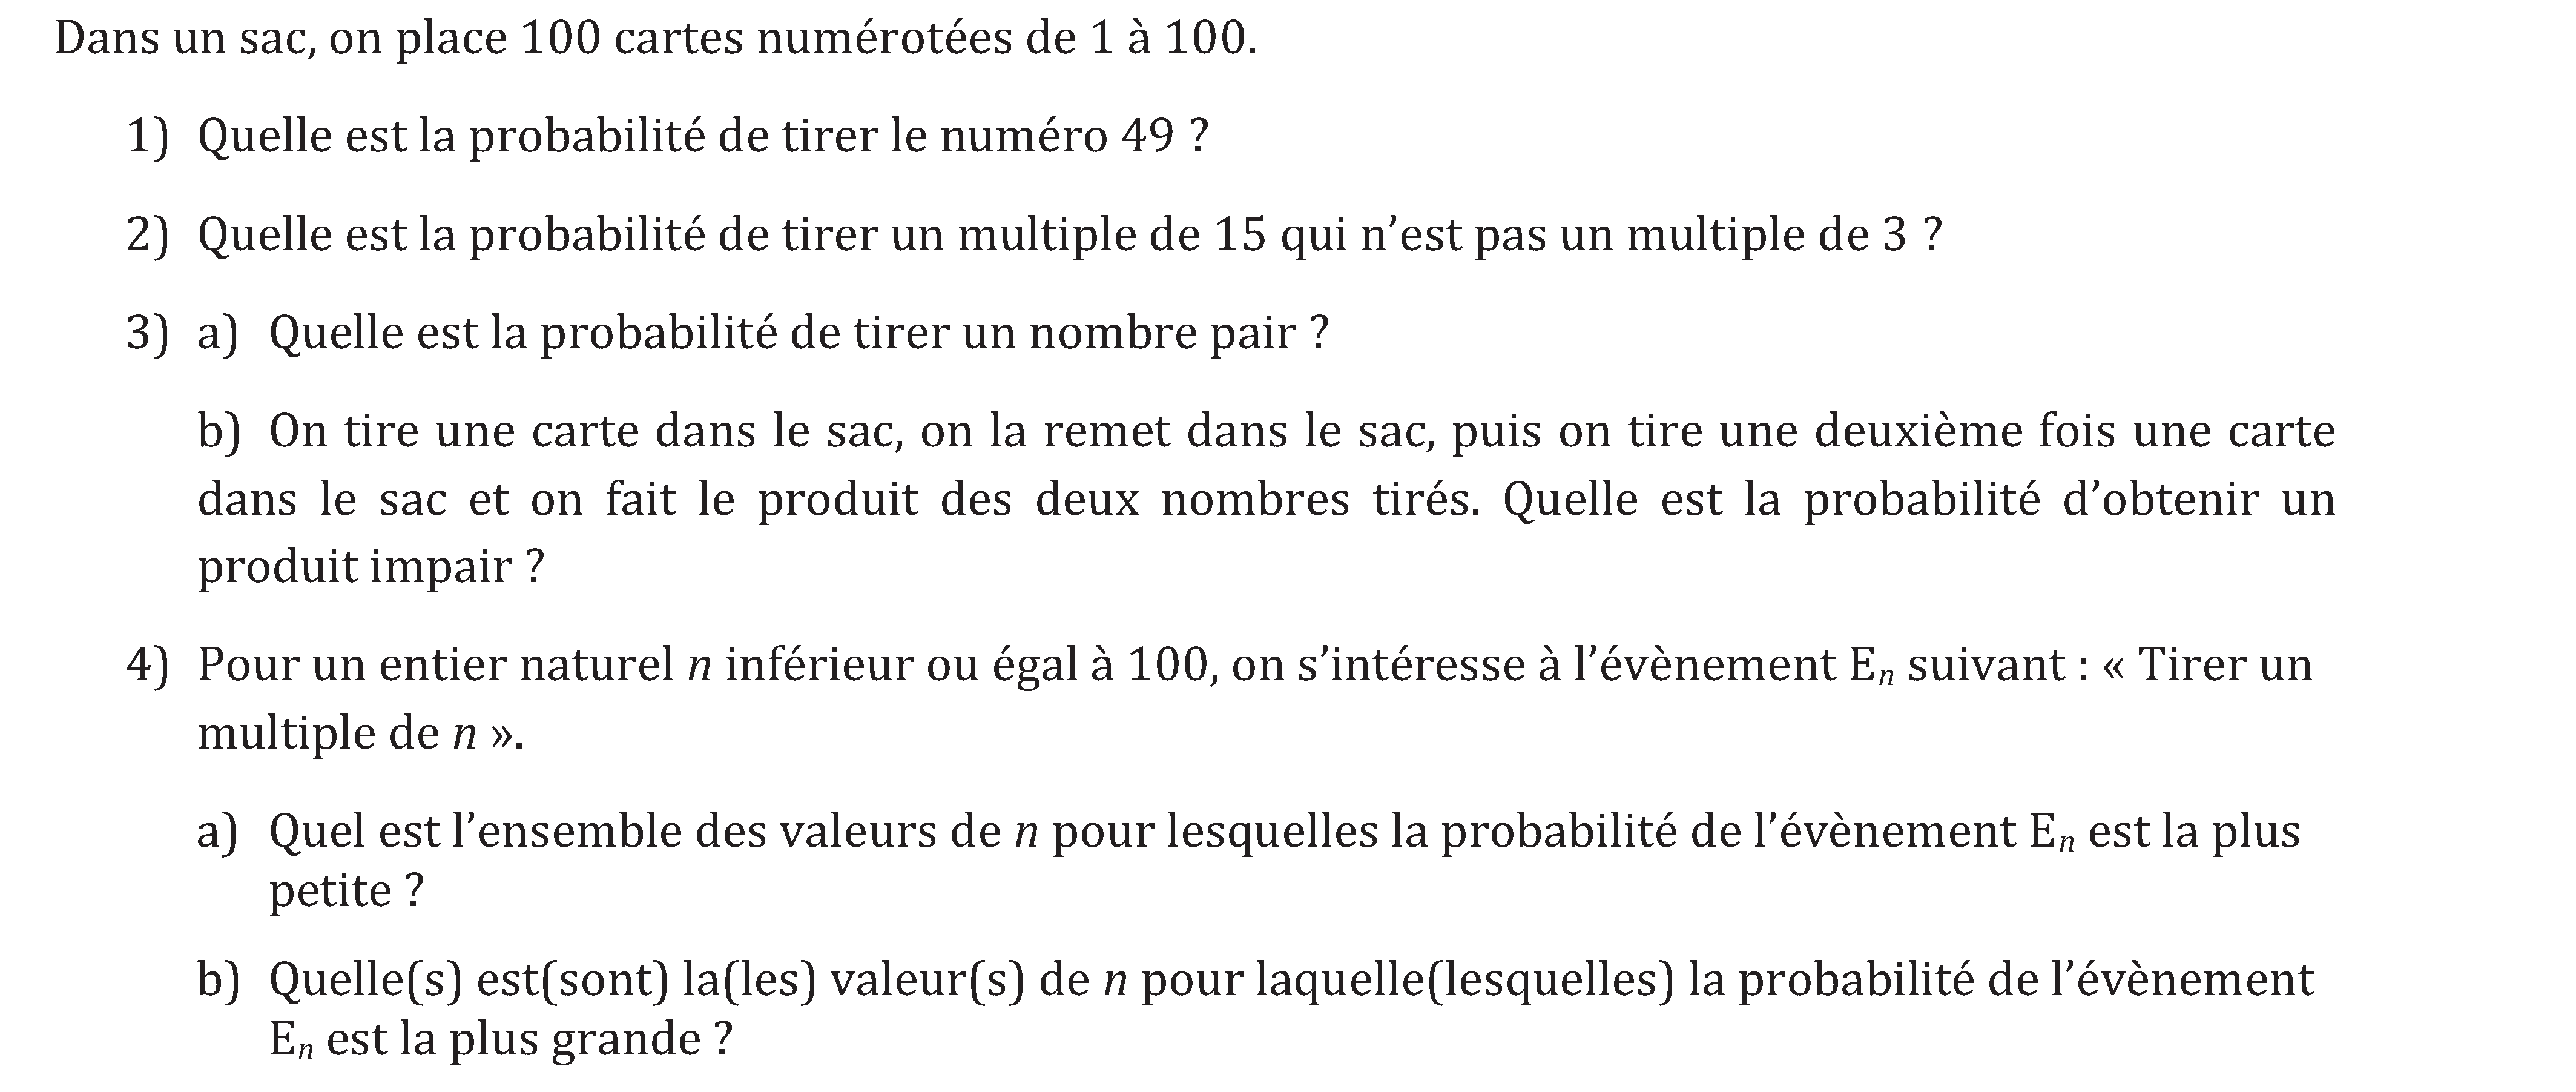 Dans un sac, on place 100 cartes numérotées de 1 à 100.
1) Quelle est la probabilité de tirer le numéro 49 ?
2) Quelle est la probabilité de tirer un multiple de 15 qui n’est pas un multiple de 3 ?
3) a) Quelle est la probabilité de tirer un nombre pair ?
b) On tire une carte dans le sac, on la remet dans le sac, puis on tire une deuxième fois une carte
dans le sac et on fait le produit des deux nombres tirés. Quelle est la probabilité d’obtenir un
produit impair ?
4) Pour un entier naturel n inférieur ou égal à 100, on s’intéresse à l’évènement Eₙ suivant : « Tirer un
multiple de n ».
a) Quel est l’ensemble des valeurs de n pour lesquelles la probabilité de l’évènement Eₙ est la plus
petite ?
b) Quelle(s) est(sont) la(les) valeur(s) de n pour laquelle(lesquelles) la probabilité de l’évènement
Eₙ est la plus grande ?